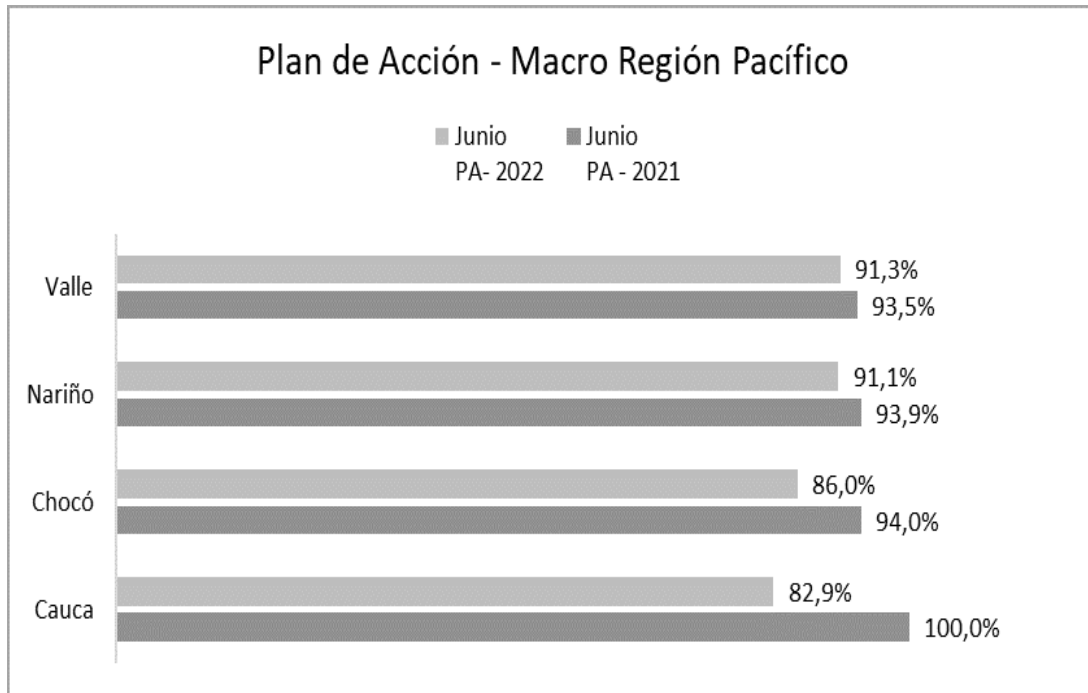 Plan de Acción - Macro Región Pacífico
Junio Junio
PA- 2022 PA - 2021
Valle
91,3%
93,5%
Nariño
91,1%
93,9%
Chocó
86,0%
94,0%
Cauca
82,9%
100,0%